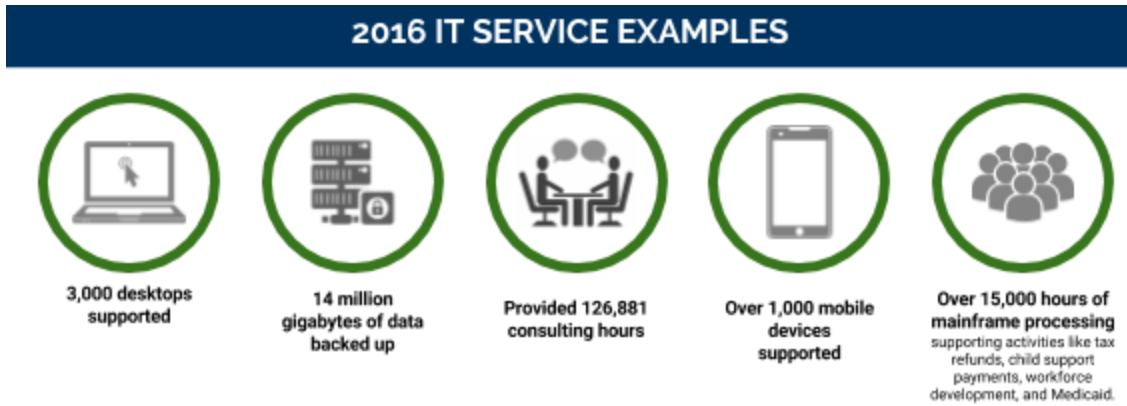 2016 IT SERVICE EXAMPLES
3,000 desktops
supported
14 million
gigabytes of data
backed up
Provided 126,881
consulting hours
Over 1,000 mobile
devices
supported
Over 15,000 hours of
mainframe processing
supporting activities like tax
refunds, child support
payments, workforce
development, and Medicaid.